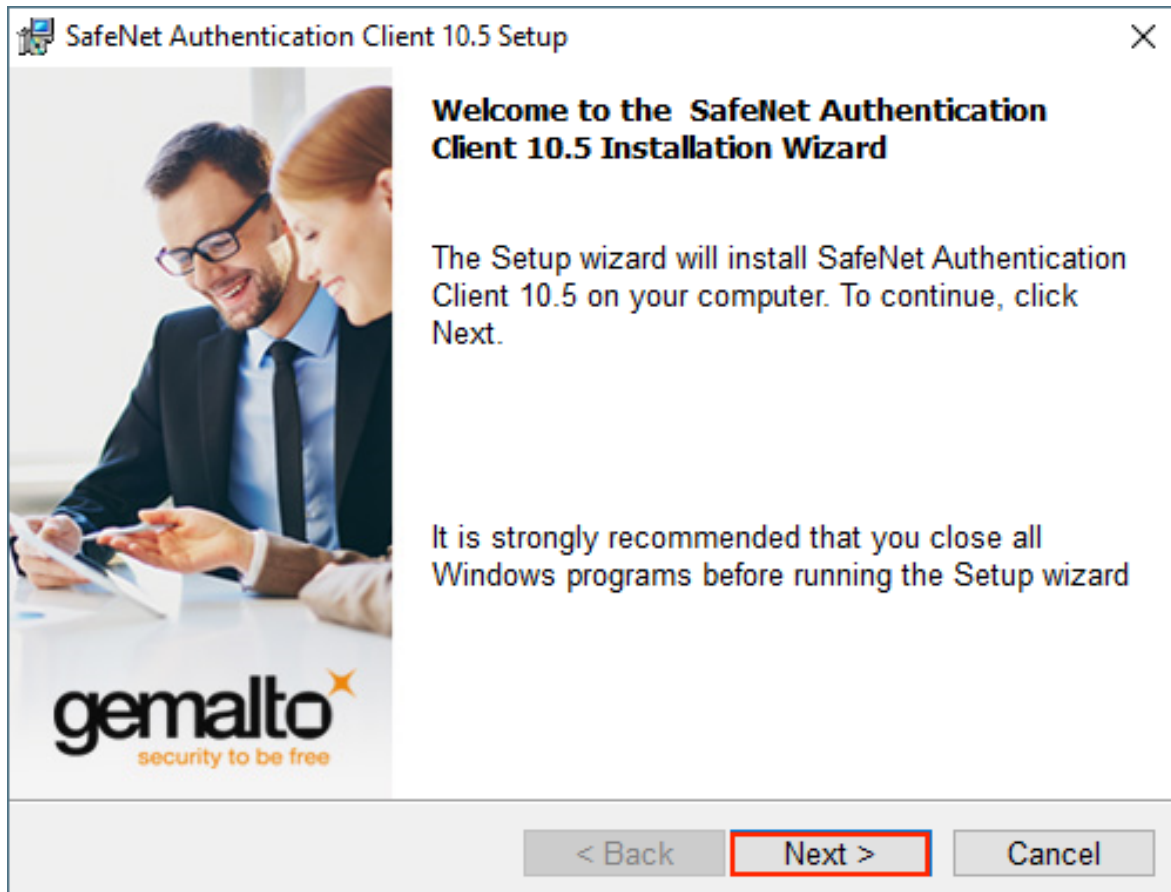 SafeNet Authentication Client 10.5 Setup
Welcome to the SafeNet Authentication
Client 10.5 Installation Wizard
The Setup wizard will install SafeNet Authentication
Client 10.5 on your computer. To continue, click
Next.
It is strongly recommended that you close all
Windows programs before running the Setup wizard
gemalto
security to be free
< Back
Next >
Cancel